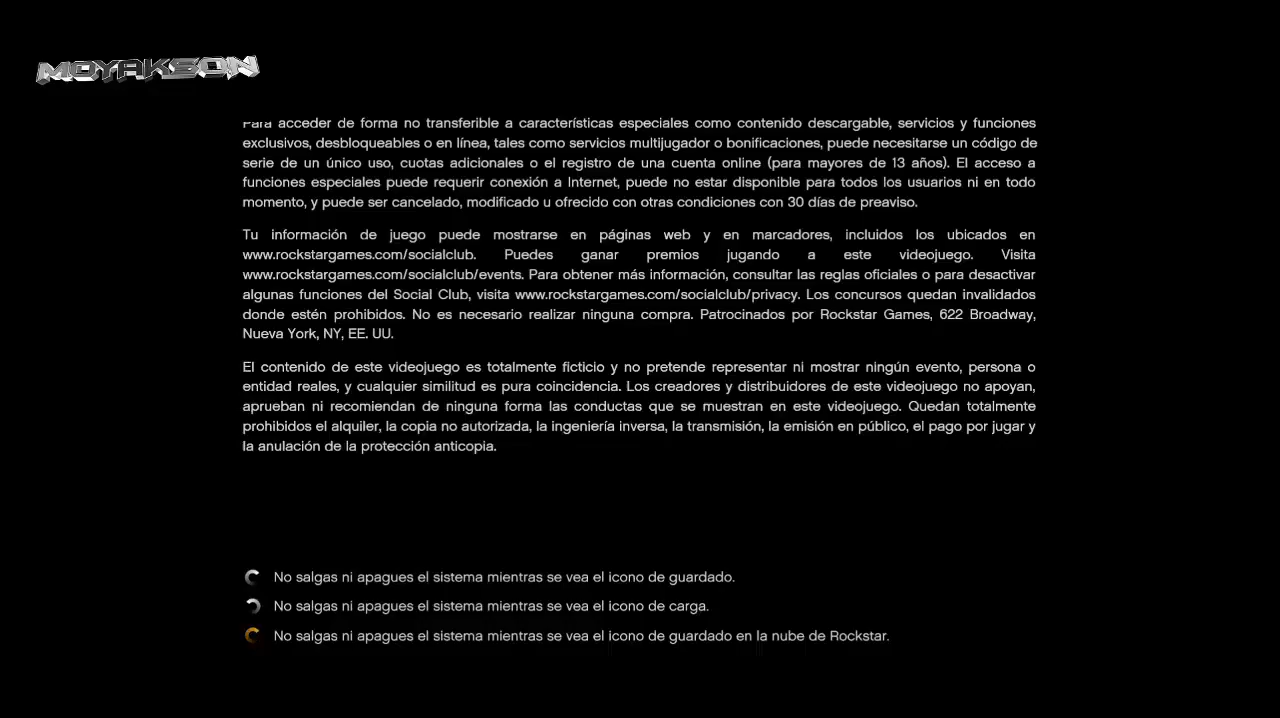 MOYAKSON
Para acceder de forma no transferible a características especiales como contenido descargable, servicios y funciones
exclusivos, desbloqueables o en línea, tales como servicios multijugador o bonificaciones, puede necesitarse un código de
serie de un único uso, cuotas adicionales o el registro de una cuenta online (para mayores de 13 años). El acceso a
funciones especiales puede requerir conexión a Internet, puede no estar disponible para todos los usuarios ni en todo
momento, y puede ser cancelado, modificado u ofrecido con otras condiciones con 30 días de preaviso.
Tu información de juego puede mostrarse en páginas web y en marcadores, incluidos los ubicados en
www.rockstargames.com/socialclub. Puedes ganar premios jugando a este videojuego. Visita
www.rockstargames.com/socialclub/events. Para obtener más información, consultar las reglas oficiales o para desactivar
algunas funciones del Social Club, visita www.rockstargames.com/socialclub/privacy. Los concursos quedan invalidados
donde estén prohibidos. No es necesario realizar ninguna compra. Patrocinados por Rockstar Games, 622 Broadway,
Nueva York, NY, EE. UU.
El contenido de este videojuego es totalmente ficticio y no pretende representar ni mostrar ningún evento, persona o
entidad reales, y cualquier similitud es pura coincidencia. Los creadores y distribuidores de este videojuego no apoyan,
aprueban ni recomiendan de ninguna forma las conductas que se muestran en este videojuego. Quedan totalmente
prohibidos el alquiler, la copia no autorizada, la ingeniería inversa, la transmisión, la emisión en público, el pago por jugar y
la anulación de la protección anticopia.
No salgas ni apagues el sistema mientras se vea el icono de guardado.
No salgas ni apagues el sistema mientras se vea el icono de carga.
No salgas ni apagues el sistema mientras se vea el icono de guardado en la nube de Rockstar.